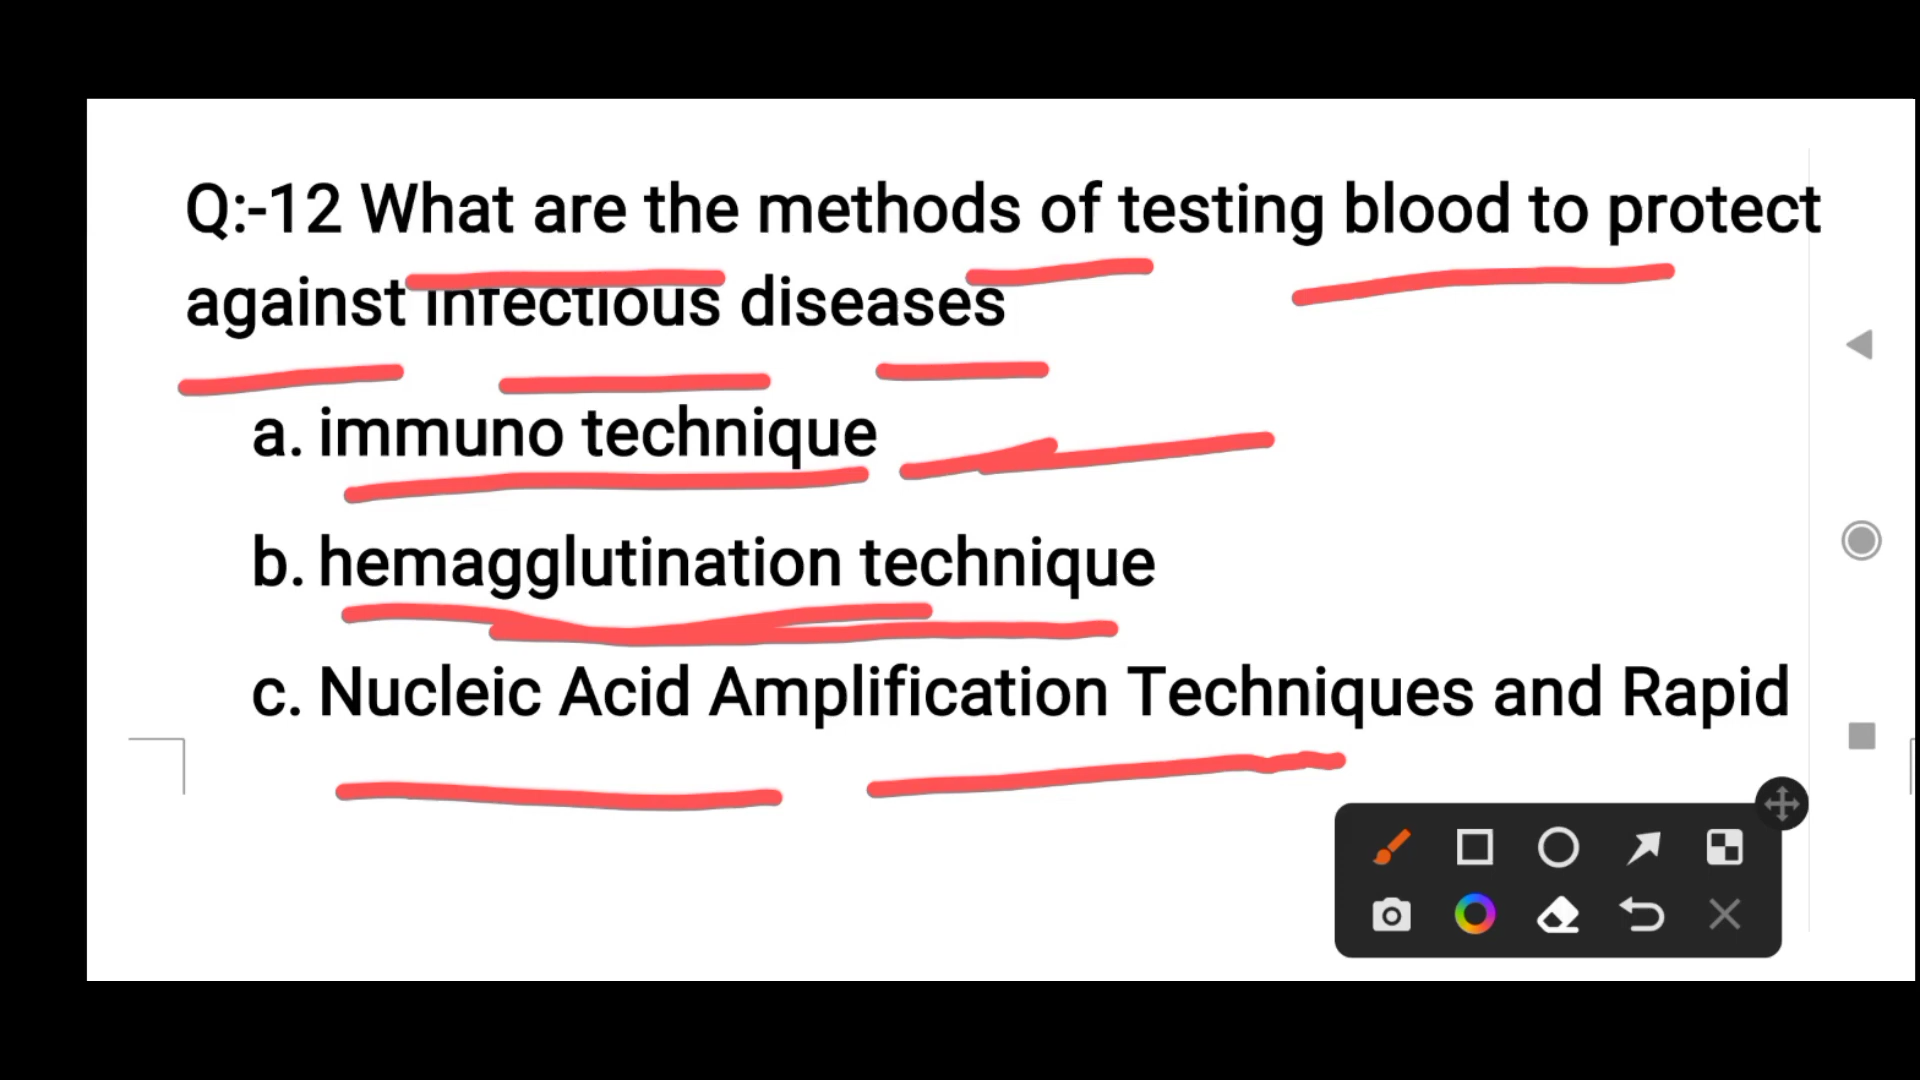 Q:-12 What are the methods of testing blood to protect
against infectious diseases
a. immuno technique
b. hemagglutination technique
c. Nucleic Acid Amplification Techniques and Rapid